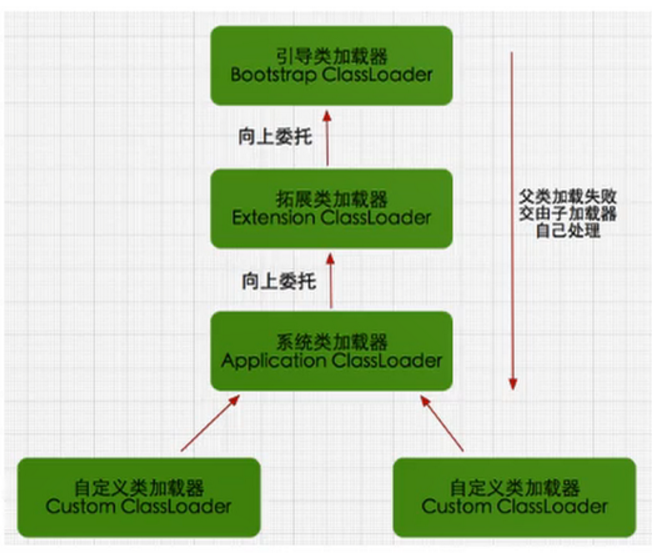 引导类加载器
Bootstrap ClassLoader
向上委托
拓展类加载器
Extension ClassLoader
父类加载失败
交由子加载器
自己处理
向上委托
系统类加载器
Application ClassLoader
自定义类加载器
Custom ClassLoader
自定义类加载器
Custom ClassLoader